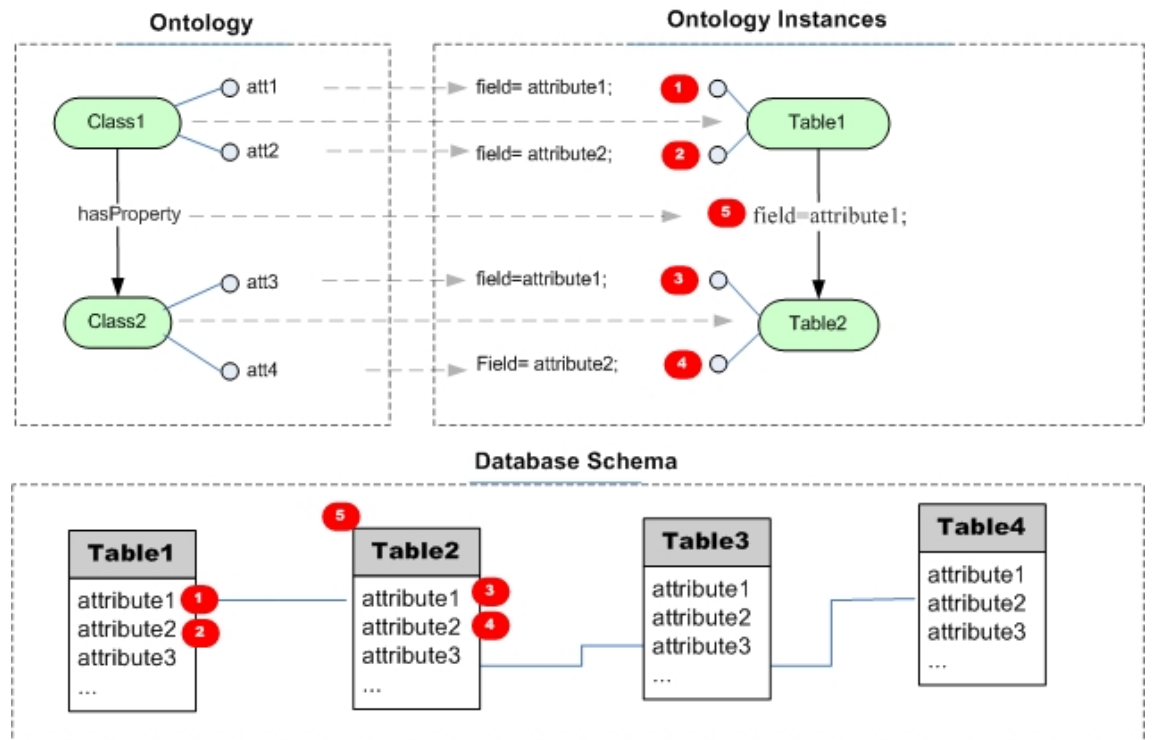 Ontology
Ontology Instances
att1
field= attribute1;
1
Class1
Table1
att2
field= attribute2;
2
hasProperty
5
field=attribute1;
att3
field=attribute1;
3
Class2
Table2
att4
Field= attribute2;
4
Database Schema
5
Table1
attribute1
1
attribute2
2
attribute3
...
Table2
attribute1
3
attribute2
4
attribute3
...
Table3
attribute1
attribute2
attribute3
...
Table4
attribute1
attribute2
attribute3
...